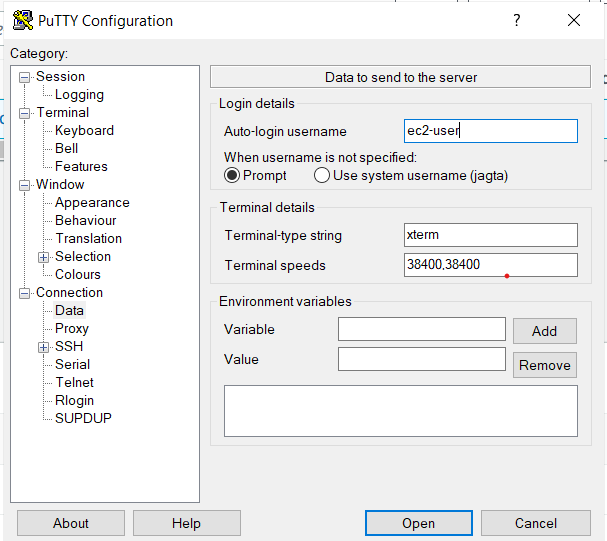 PuTTY Configuration
?
Category:
Session
Logging
Terminal
Keyboard
Bell
Features
Window
Appearance
Behaviour
Translation
Selection
Colours
Connection
Data
Proxy
SSH
Serial
Telnet
Rlogin
SUPDUP
Data to send to the server
Login details
Auto-login username ec2-user
When username is not specified:
Prompt Use system username (jagta)
Terminal details
Terminal-type string xterm
Terminal speeds 38400,38400
Environment variables
Variable Add
Value Remove
About Help Open Cancel